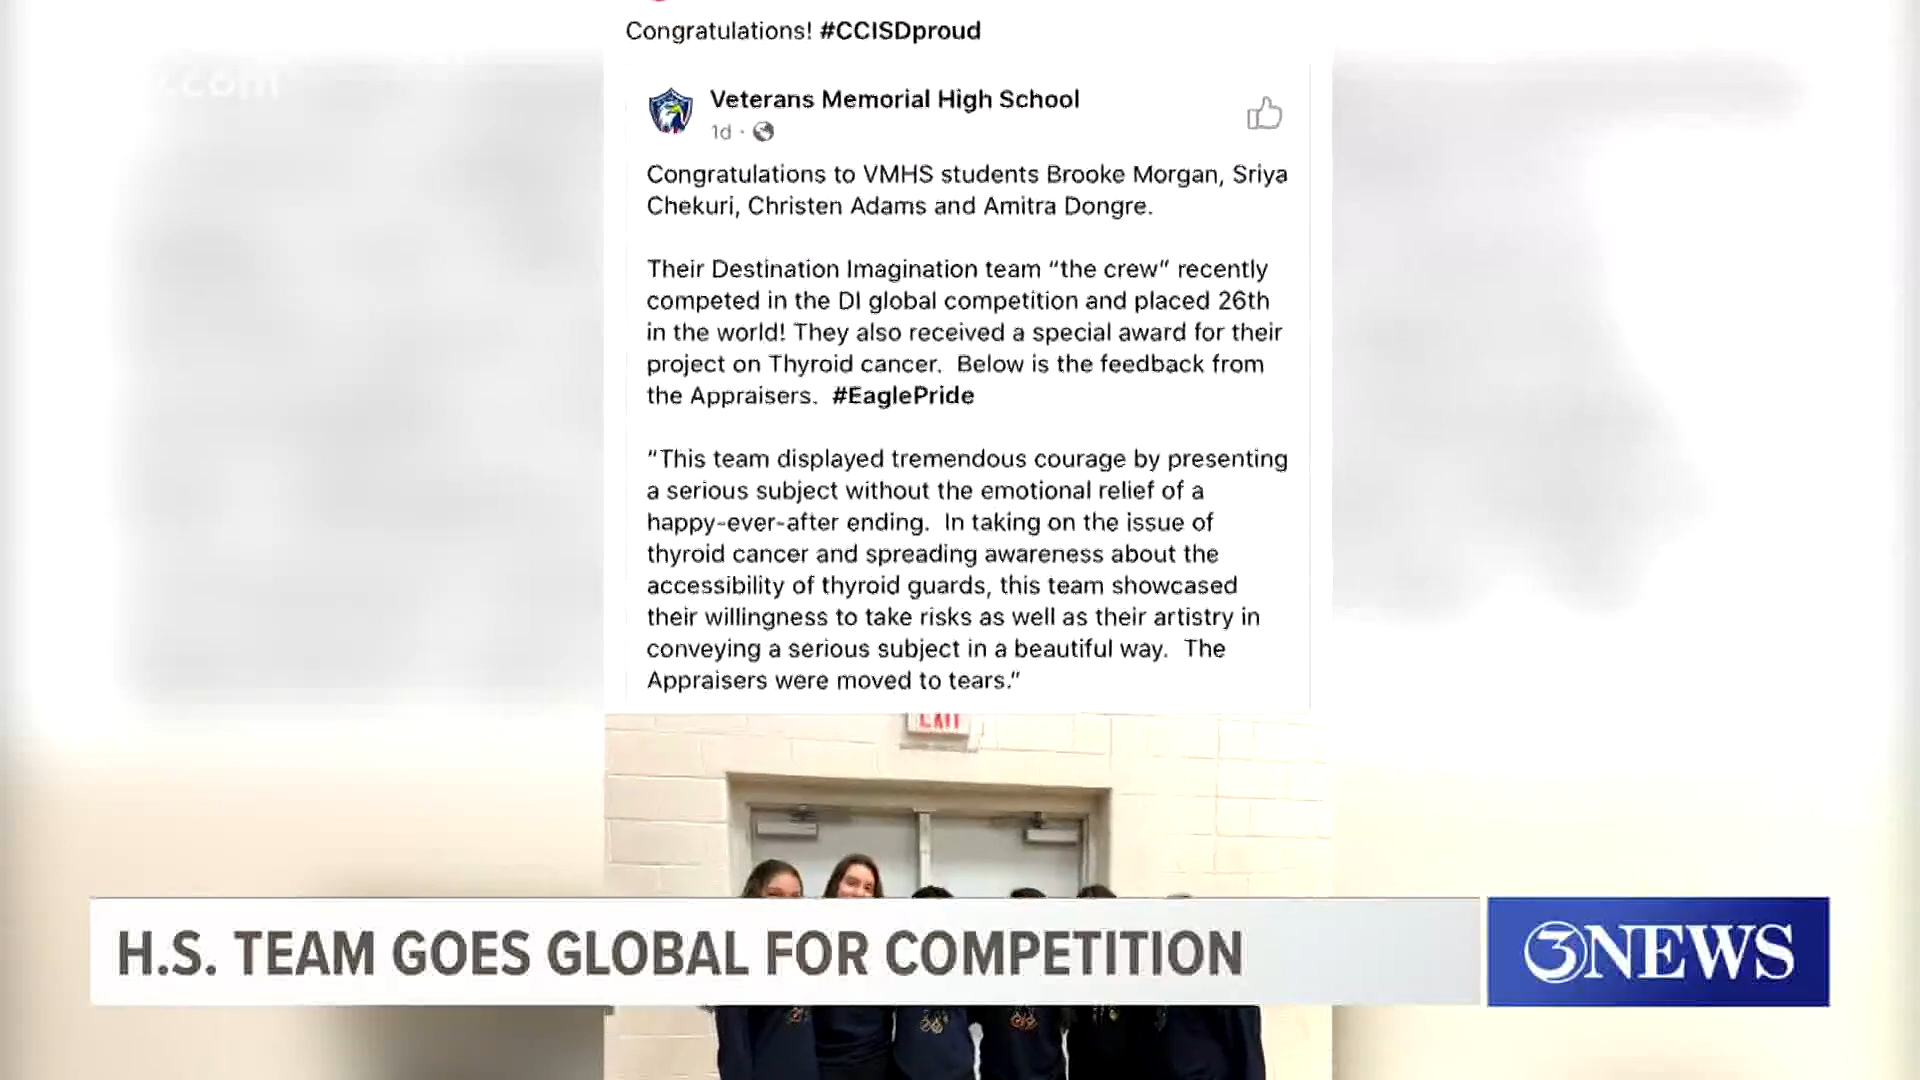 Congratulations! #CCISDproud
Veterans Memorial High School
1d ·
Congratulations to VMHS students Brooke Morgan, Sriya
Chekuri, Christen Adams and Amitra Dongre.
Their Destination Imagination team “the crew” recently
competed in the DI global competition and placed 26th
in the world! They also received a special award for their
project on Thyroid cancer.  Below is the feedback from
the Appraisers.  #EaglePride
“This team displayed tremendous courage by presenting
a serious subject without the emotional relief of a
happy-ever-after ending.  In taking on the issue of
thyroid cancer and spreading awareness about the
accessibility of thyroid guards, this team showcased
their willingness to take risks as well as their artistry in
conveying a serious subject in a beautiful way.  The
Appraisers were moved to tears.”
EXIT
H.S. TEAM GOES GLOBAL FOR COMPETITION
3NEWS